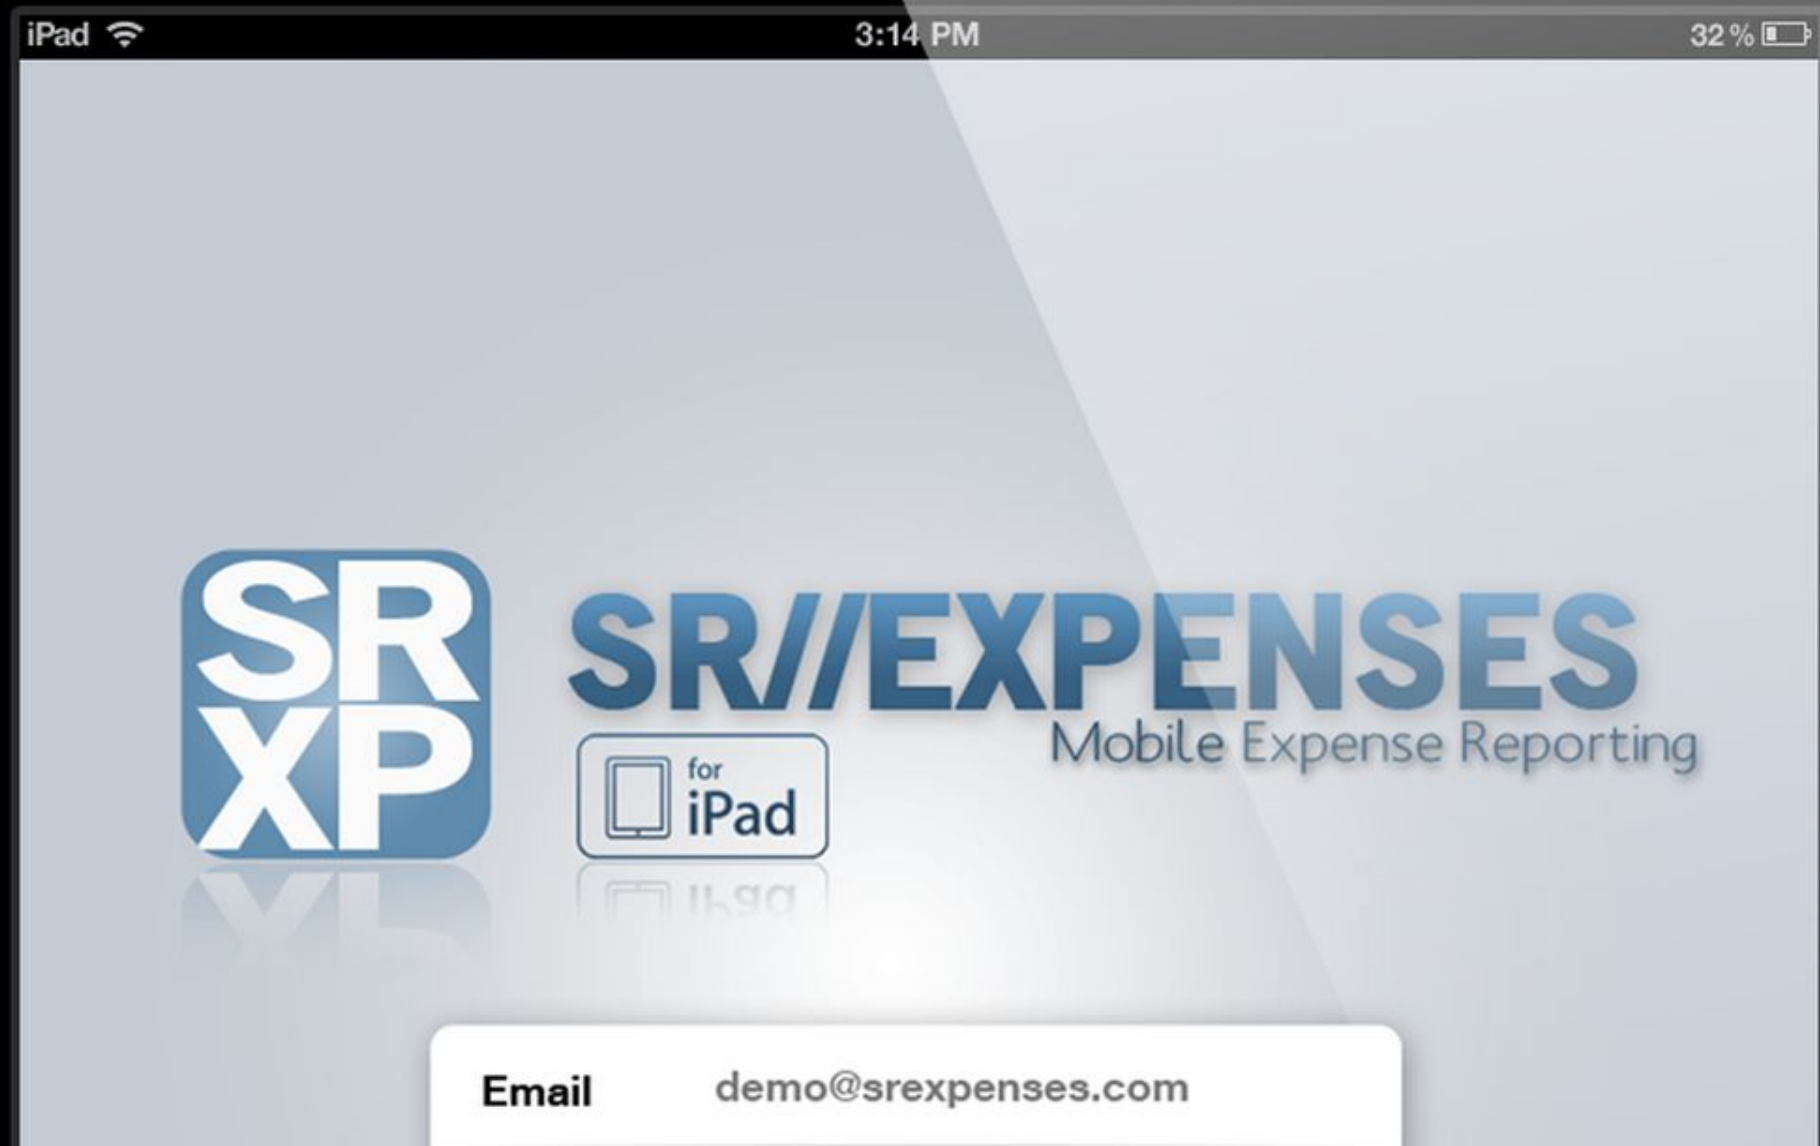 iPad 3:14 PM 32%
SR
XP
SR//EXPENSES
Mobile Expense Reporting
for
iPad
Email demo@srexpenses.com